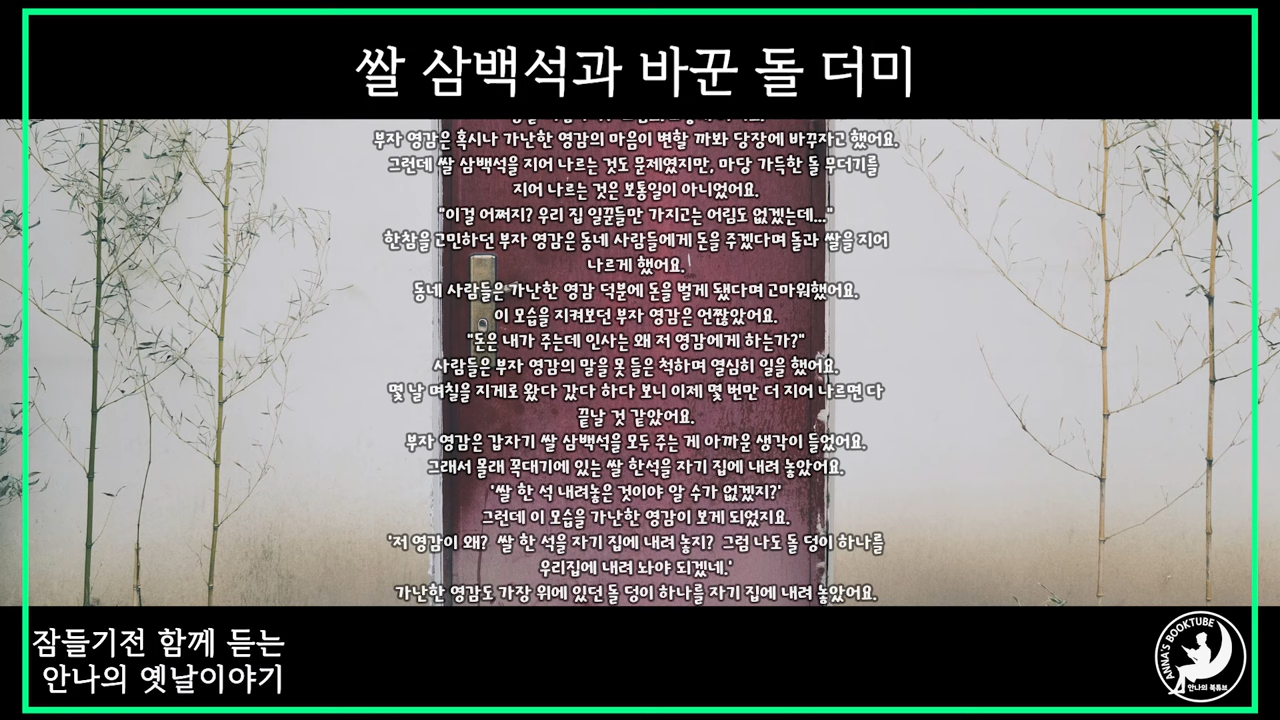 쌀 삼백석과 바꾼 돌 더미
부자 영감은 혹시나 가난한 영감의 마음이 변할 까봐 당장에 바꾸자고 했어요.
그런데 쌀 삼백석을 지어 나르는 것도 문제였지만, 마당 가득한 돌 무더기를
지어 나르는 것은 보통일이 아니었어요.
"이걸 어쩌지? 우리 집 일꾼들만 가지고는 어림도 없겠는데..."
한참을 고민하던 부자 영감은 동네 사람들에게 돈을 주겠다며 돌과 쌀을 지어
나르게 했어요.
동네 사람들은 가난한 영감 덕분에 돈을 벌게 됐다며 고마워했어요.
이 모습을 지켜보던 부자 영감은 언짢았어요.
"돈은 내가 주는데 인사는 왜 저 영감에게 하는가?"
사람들은 부자 영감의 말을 못 들은 척하며 열심히 일을 했어요.
몇 날 며칠을 지게로 왔다 갔다 하다 보니 이제 몇 번만 더 지어 나르면 다
끝날 것 같았어요.
부자 영감은 갑자기 쌀 삼백석을 모두 주는 게 아까운 생각이 들었어요.
그래서 몰래 꼭대기에 있는 쌀 한석을 자기 집에 내려 놓았어요.
'쌀 한 석 내려놓은 것이야 알 수가 없겠지?'
그런데 이 모습을 가난한 영감이 보게 되었지요.
'저 영감이 왜? 쌀 한 석을 자기 집에 내려 놓지? 그럼 나도 돌 덩이 하나를
우리집에 내려 놔야 되겠네.'
가난한 영감도 가장 위에 있던 돌 덩이 하나를 자기 집에 내려 놓았어요.
잠들기전 함께 듣는
안나의 옛날이야기
ANNA'S BOOKTUBE
안나의 북튜브